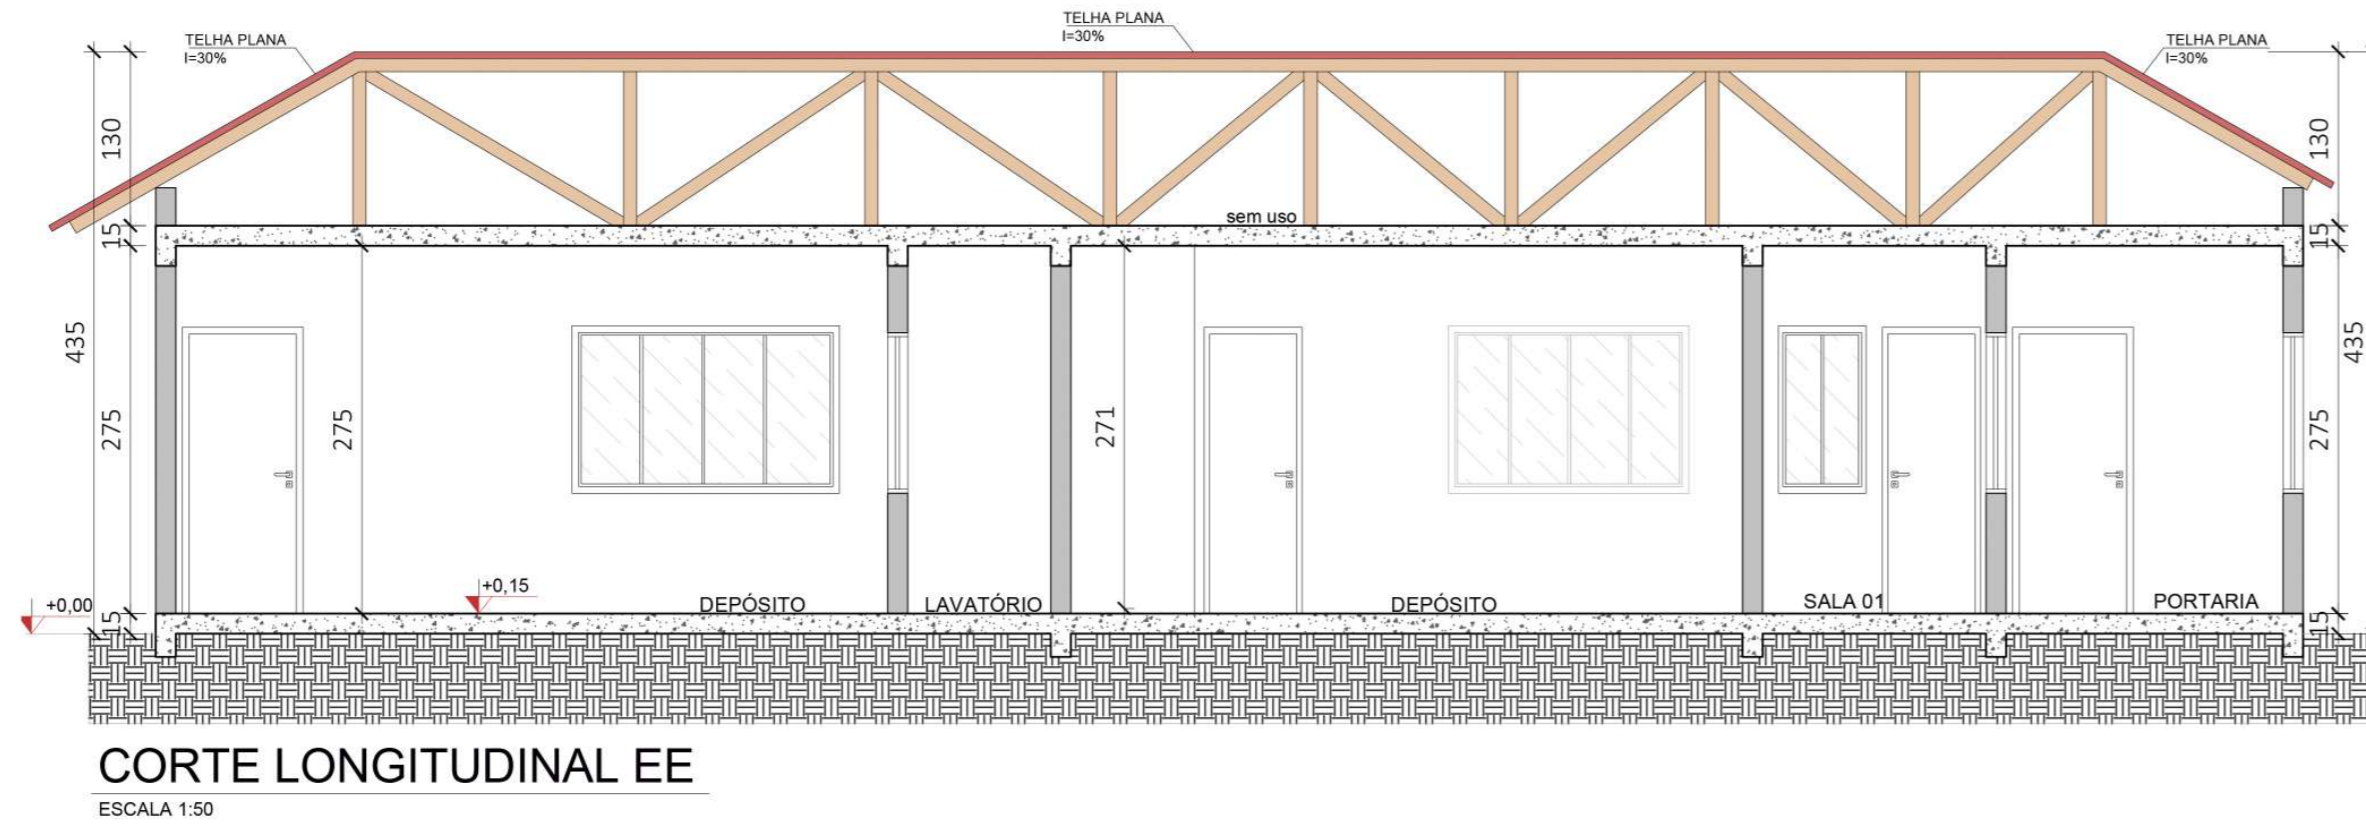 TELHA PLANA
I=30%
TELHA PLANA
I=30%
TELHA PLANA
I=30%
130
130
sem uso
15
15
435
275
275
271
275
435
+0,15
+0,00
DEPÓSITO
LAVATÓRIO
DEPÓSITO
SALA 01
PORTARIA
15
15
CORTE LONGITUDINAL EE
ESCALA 1:50